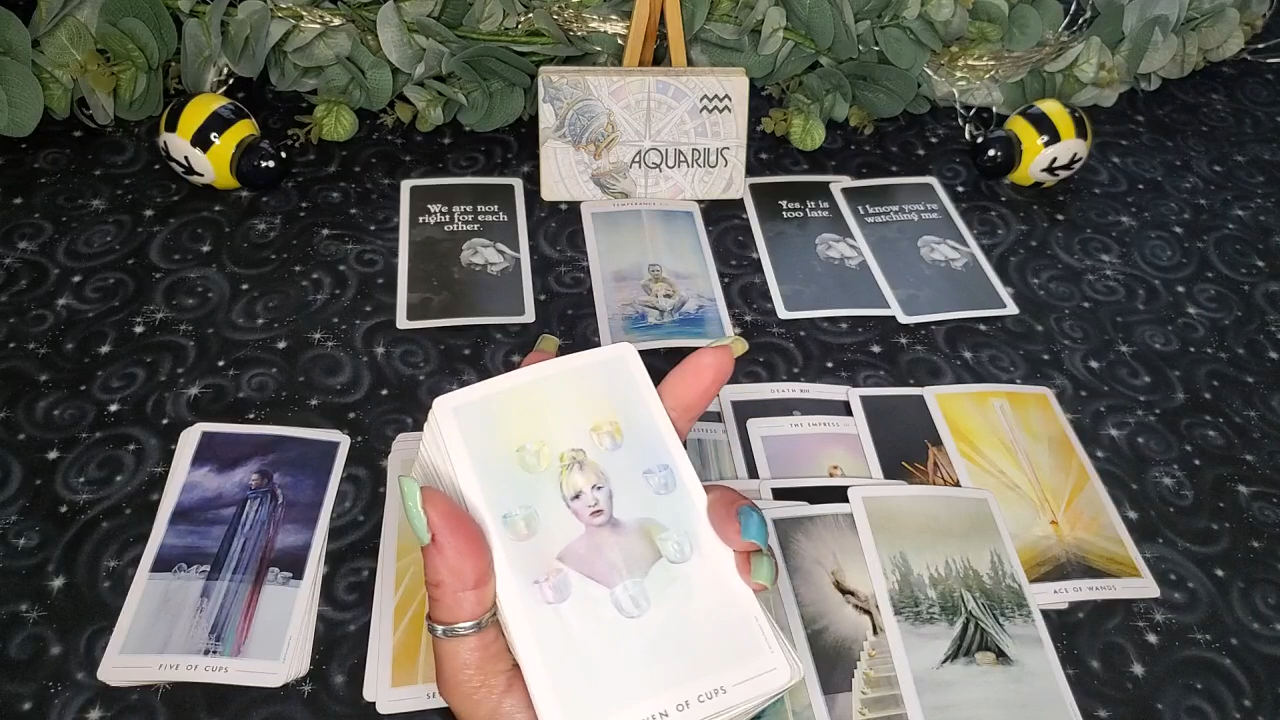 AQUARIUS
We are not
right for each
other.
TEMPERANCE
Yes, it is
too late.
I know you're
watching me.
DEATH XIII
THE EMPRESS
ACE OF WANDS
FIVE OF CUPS
OF CUPS